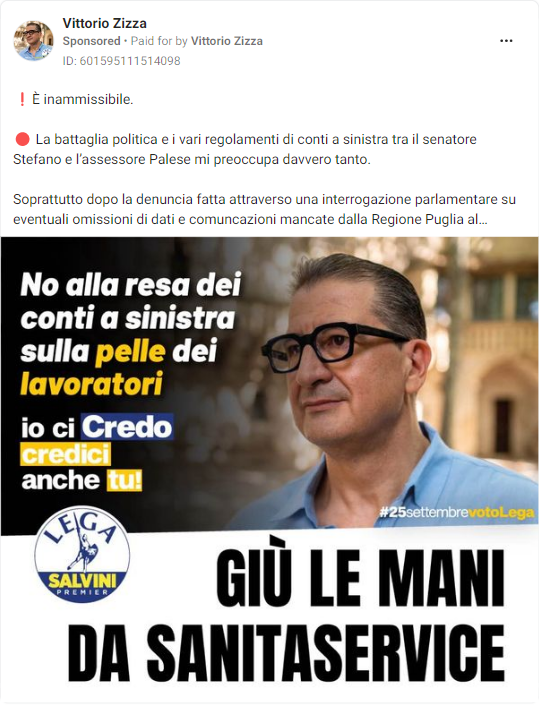 Vittorio Zizza
Sponsored • Paid for by Vittorio Zizza
ID: 601595111514098
❗ È inammissibile.
🔴 La battaglia politica e i vari regolamenti di conti a sinistra tra il senatore
Stefano e l'assessore Palese mi preoccupa davvero tanto.
Soprattutto dopo la denuncia fatta attraverso una interrogazione parlamentare su
eventuali omissioni di dati e comuncazioni mancate dalla Regione Puglia al...
No alla resa dei
conti a sinistra
sulla pelle dei
lavoratori
io ci Credo
credici
anche tu!
#25settembrevotoLega
LEGA
SALVINI
PREMIER
GIÙ LE MANI
DA SANITASERVICE